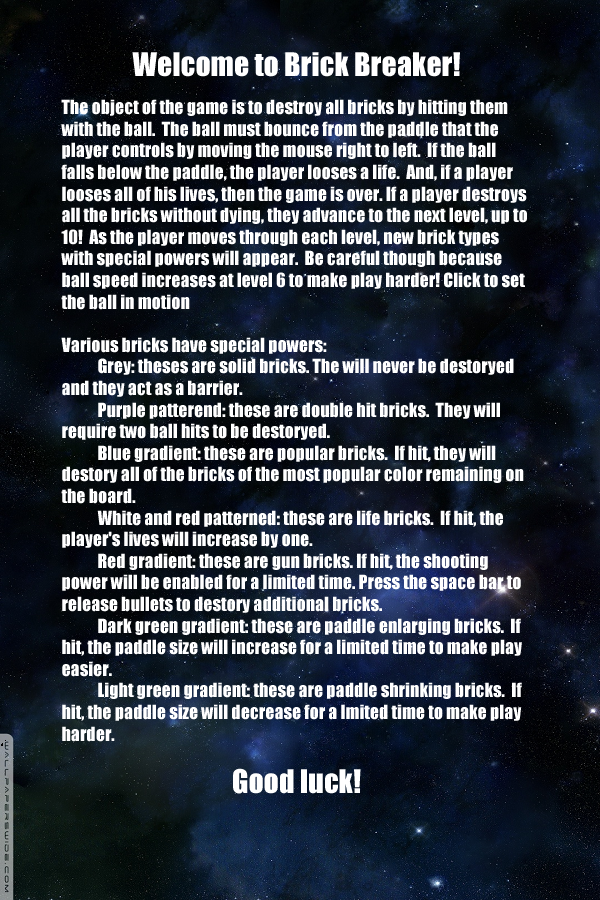 Welcome to Brick Breaker!
The object of the game is to destroy all bricks by hitting them
with the ball.  The ball must bounce from the paddle that the
player controls by moving the mouse right to left.  If the ball
falls below the paddle, the player looses a life.  And, if a player
looses all of his lives, then the game is over. If a player destroys
all the bricks without dying, they advance to the next level, up to
10!  As the player moves through each level, new brick types
with special powers will appear.  Be careful though because
ball speed increases at level 6 to make play harder! Click to set
the ball in motion
Various bricks have special powers:
Grey: theses are solid bricks. The will never be destoryed
and they act as a barrier.
Purple patterend: these are double hit bricks.  They will
require two ball hits to be destoryed.
Blue gradient: these are popular bricks.  If hit, they will
destory all of the bricks of the most popular color remaining on
the board.
White and red patterned: these are life bricks.  If hit, the
player's lives will increase by one.
Red gradient: these are gun bricks. If hit, the shooting
power will be enabled for a limited time. Press the space bar to
release bullets to destory additional bricks.
Dark green gradient: these are paddle enlarging bricks.  If
hit, the paddle size will increase for a limited time to make play
easier.
Light green gradient: these are paddle shrinking bricks.  If
hit, the paddle size will decrease for a lmited time to make play
harder.
Good luck!
WALLPAPERSWIDE.COM